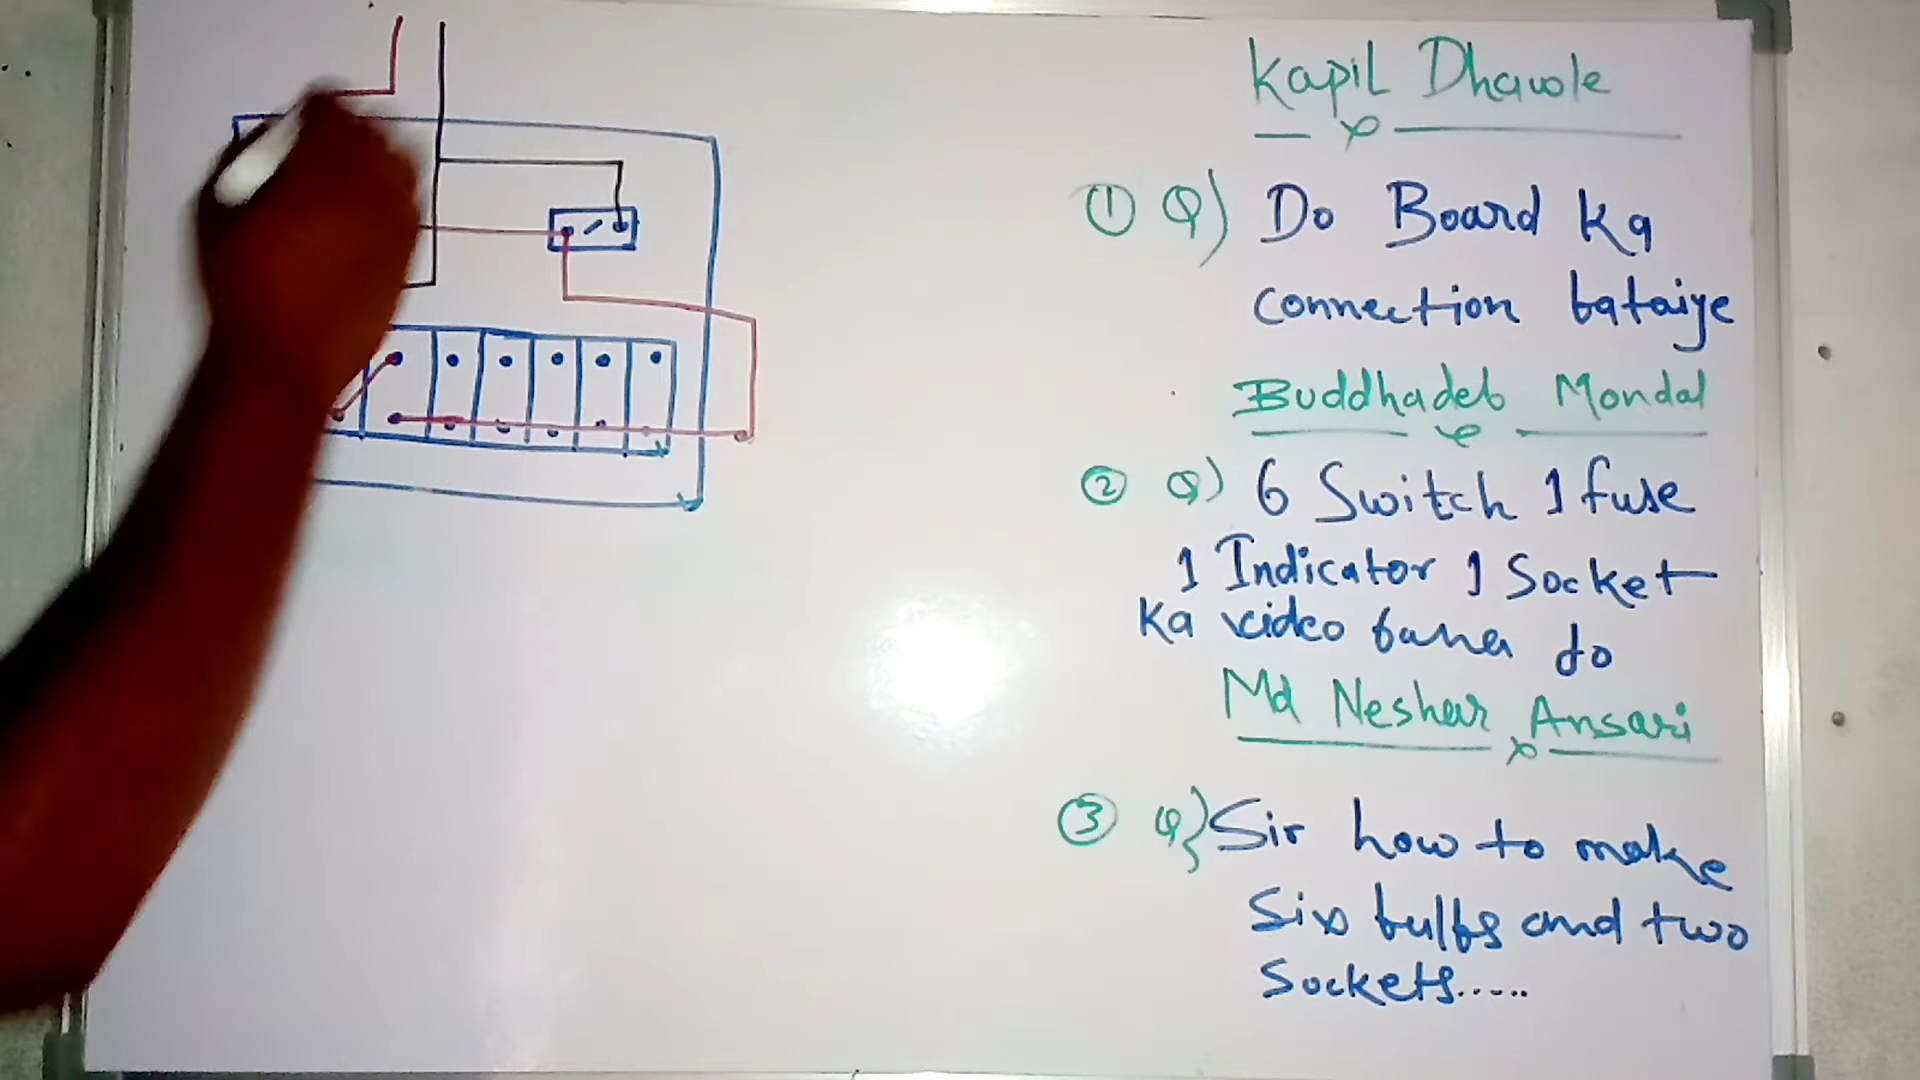 Kapil Dhawole
① Q) Do Board Ka
connection bataiye
Buddhadeb Mondal
② Q) 6 Switch 1 fuse
1 Indicator 1 Socket
Ka video bana do
Md Neshar Ansari
③ Q} Sir how to make
Six bulbs and two
Sockets.....